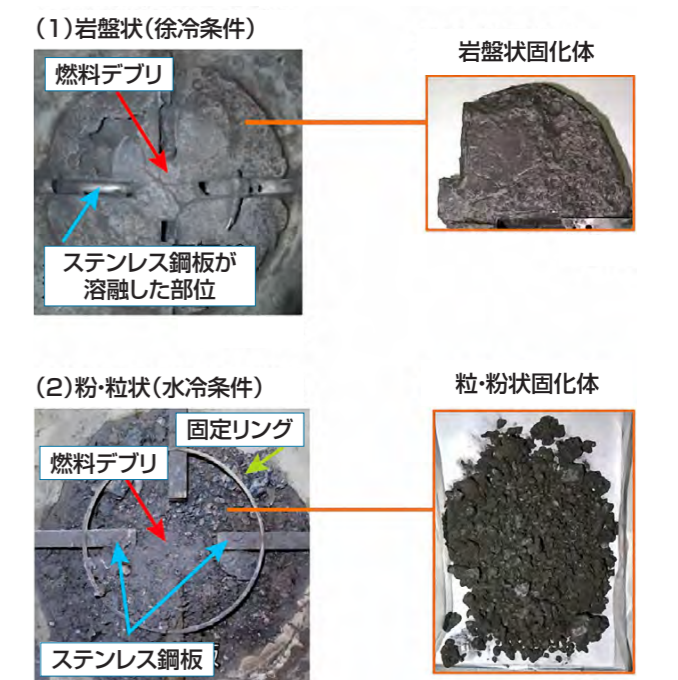 (1)岩盤状(徐冷条件)
岩盤状固化体
燃料デブリ
ステンレス鋼板が
溶融した部位
(2)粉・粒状(水冷条件)
粒・粉状固化体
固定リング
燃料デブリ
ステンレス鋼板